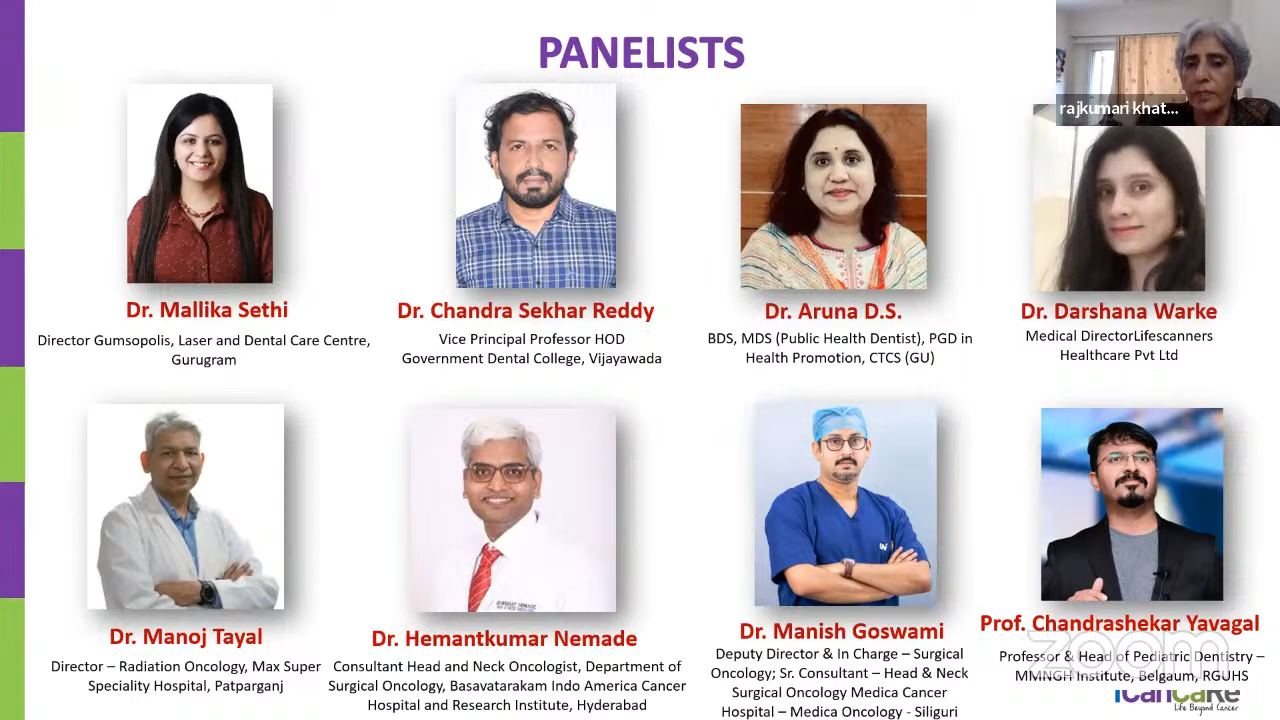 PANELISTS
rajkumari khat...
Dr. Mallika Sethi
Director Gumsopolis, Laser and Dental Care Centre,
Gurugram
Dr. Chandra Sekhar Reddy
Vice Principal Professor HOD
Government Dental College, Vijayawada
Dr. Aruna D.S.
BDS, MDS (Public Health Dentist), PGD in
Health Promotion, CTCS (GU)
Dr. Darshana Warke
Medical DirectorLifescanners
Healthcare Pvt Ltd
Dr. Manoj Tayal
Director – Radiation Oncology, Max Super
Speciality Hospital, Patparganj
Dr. Hemantkumar Nemade
Consultant Head and Neck Oncologist, Department of
Surgical Oncology, Basavatarakam Indo America Cancer
Hospital and Research Institute, Hyderabad
Dr. Manish Goswami
Deputy Director & In Charge – Surgical
Oncology; Sr. Consultant – Head & Neck
Surgical Oncology Medica Cancer
Hospital – Medica Oncology - Siliguri
Prof. Chandrashekar Yavagal
Professor & Head of Pediatric Dentistry –
MMNGH Institute, Belgaum, RGUHS
zoom
icancaRe
Life Beyond Cancer